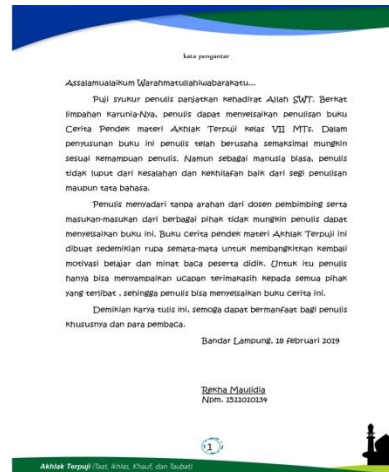 kata pengantar
Assalamualaikum Warahmatullahiwabarakatu...
Puji syukur penulis panjatkan kehadirat Allah SWT. Berkat
limpahan karunia-Nya, penulis dapat menyelsaikan penulisan buku
Cerita Pendek materi Akhlak Terpuji kelas VII MTs. Dalam
penyusunan buku ini penulis telah berusaha semaksimal mungkin
sesuai kemampuan penulis. Namun sebagai manusia biasa, penulis
tidak luput dari kesalahan dan kekhilafan baik dari segi penulisan
maupun tata bahasa.
Penulis menyadari tanpa arahan dari dosen pembimbing serta
masukan-masukan dari berbagai pihak tidak mungkin penulis dapat
menyelsaikan buku ini. Buku cerita pendek materi Akhlak Terpuji ini
dibuat sedemikian rupa semata-mata untuk membangkitkan kembali
motivasi belajar dan minat baca peserta didik. Untuk itu penulis
hanya bisa menyampaikan ucapan terimakasih kepada semua pihak
yang terlibat , sehingga penulis bisa menyelsaikan buku cerita ini.
Demikian karya tulis ini, semoga dapat bermanfaat bagi penulis
khususnya dan para pembaca.
Bandar Lampung, 18 februari 2019
Rekha Maulidia
Npm. 1511010134
1
Akhlak Terpuji (Taat, Ikhlas, Khauf, dan Taubat)